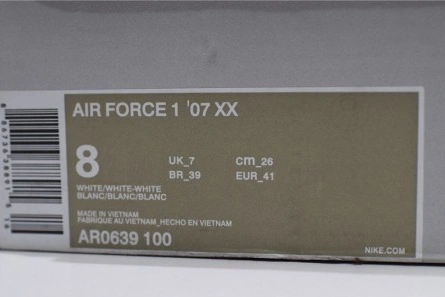 AIR FORCE 1 '07 XX
8
UK_7
Cm_26
BR_39
EUR_41
WHITE/WHITE-WHITE
BLANC/BLANC/BLANC
MADE IN VIETNAM
FABRIQUE AU VIETNAM_HECHO EN VIETNAM
AR0639 100
NIKE.COM